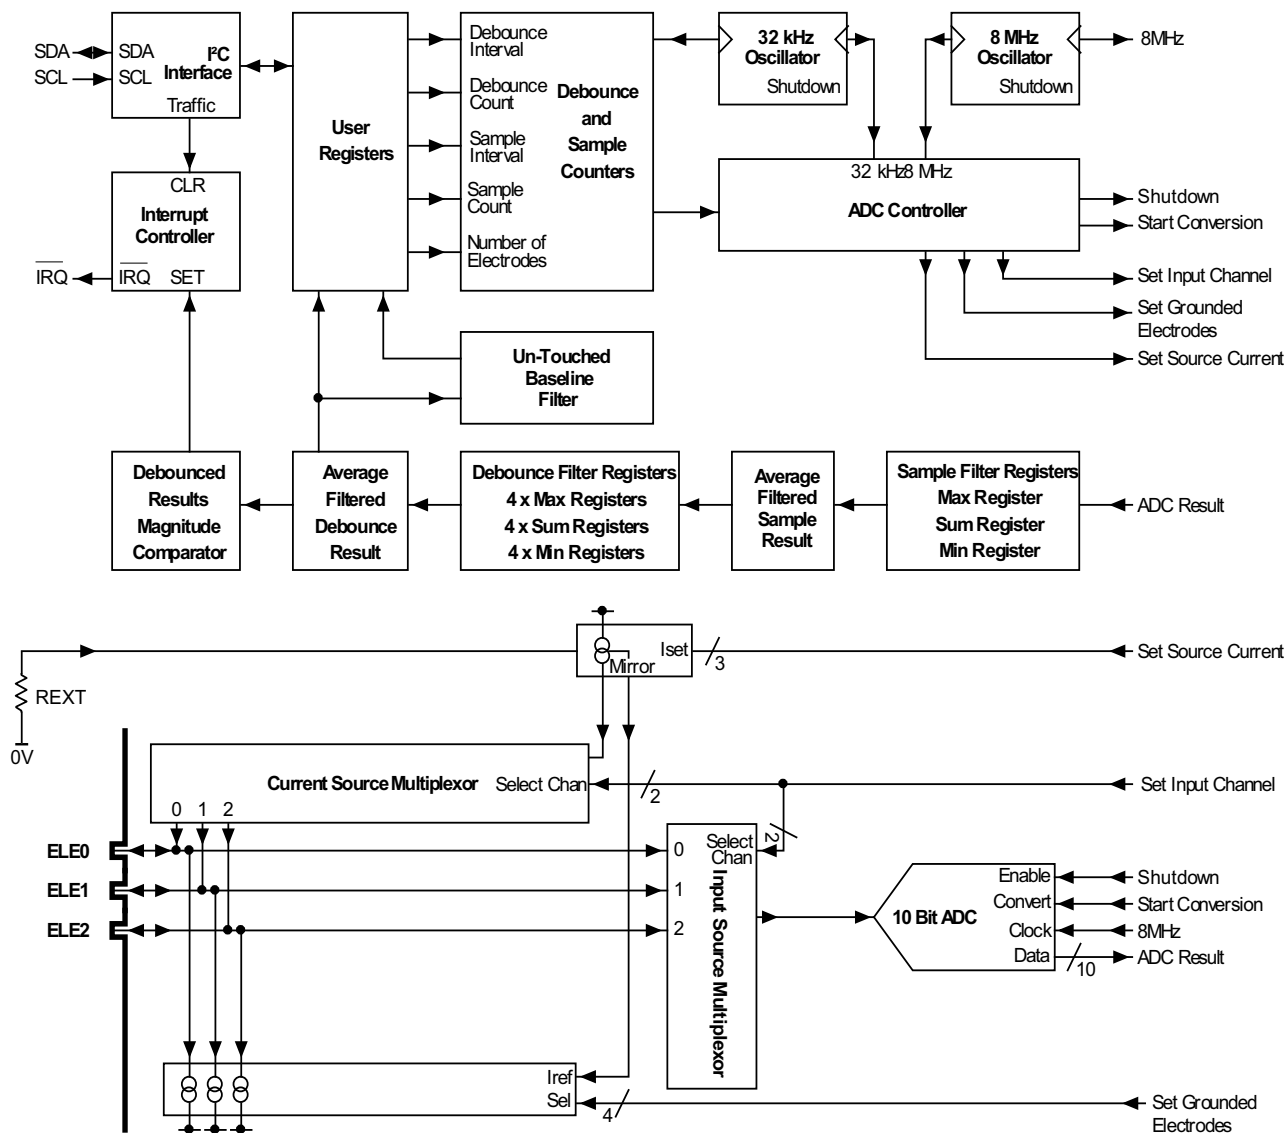 SDA
SCL
SDA
SCL
I²C
Interface
Traffic
CLR
Interrupt
Controller
IRQ
IRQ
SET
User
Registers
Debounce
Interval
Debounce
Count
Sample
Interval
Sample
Count
Number of
Electrodes
Debounce
and
Sample
Counters
32 kHz
Oscillator
Shutdown
8 MHz
Oscillator
Shutdown
8MHz
32 kHz8 MHz
ADC Controller
Shutdown
Start Conversion
Set Input Channel
Set Grounded
Electrodes
Set Source Current
Un-Touched
Baseline
Filter
Debounced
Results
Magnitude
Comparator
Average
Filtered
Debounce
Result
Debounce Filter Registers
4 x Max Registers
4 x Sum Registers
4 x Min Registers
Average
Filtered
Sample
Result
Sample Filter Registers
Max Register
Sum Register
Min Register
ADC Result
REXT
0V
Mirror
Iset
3
Set Source Current
Current Source Multiplexor
Select Chan
2
Set Input Channel
0 1 2
ELE0
ELE1
ELE2
0
1
2
Select
Chan
2
Input Source Multiplexor
10 Bit ADC
Enable
Convert
Clock
Data
10
Shutdown
Start Conversion
8MHz
ADC Result
Iref
Sel
4
Set Grounded
Electrodes